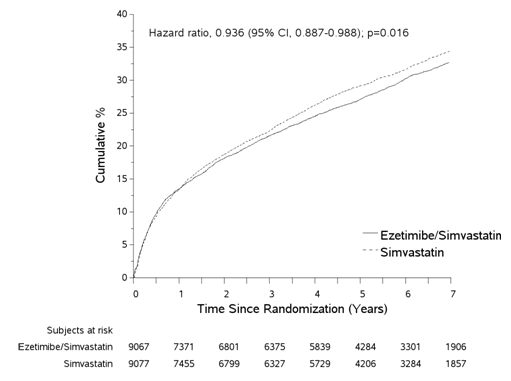 40
Hazard ratio, 0.936 (95% CI, 0.887-0.988); p=0.016
35
30
25
20
15
10
5
0
Cumulative %
Ezetimibe/Simvastatin
Simvastatin
0 1 2 3 4 5 6 7
Time Since Randomization (Years)
Subjects at risk
Ezetimibe/Simvastatin 9067 7371 6801 6375 5839 4284 3301 1906
Simvastatin 9077 7455 6799 6327 5729 4206 3284 1857